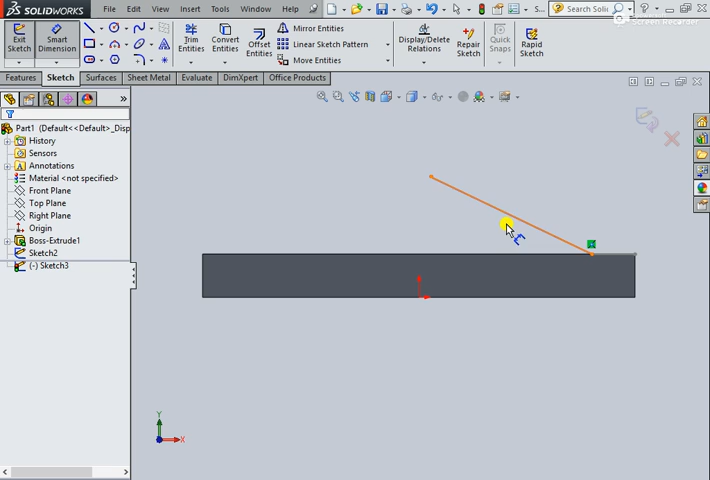 SOLIDWORKS File Edit View Insert Tools Window Help S... Search Soli
Screen Recorder
Exit Sketch
Smart Dimension
Trim Entities
Convert Entities
Offset Entities
Mirror Entities
Linear Sketch Pattern
Move Entities
Display/Delete Relations
Repair Sketch
Quick Snaps
Rapid Sketch
Features Sketch Surfaces Sheet Metal Evaluate DimXpert Office Products
Part1 (Default<<Default>_Disp
History
Sensors
Annotations
Material <not specified>
Front Plane
Top Plane
Right Plane
Origin
Boss-Extrude1
Sketch2
(-) Sketch3
Y
X